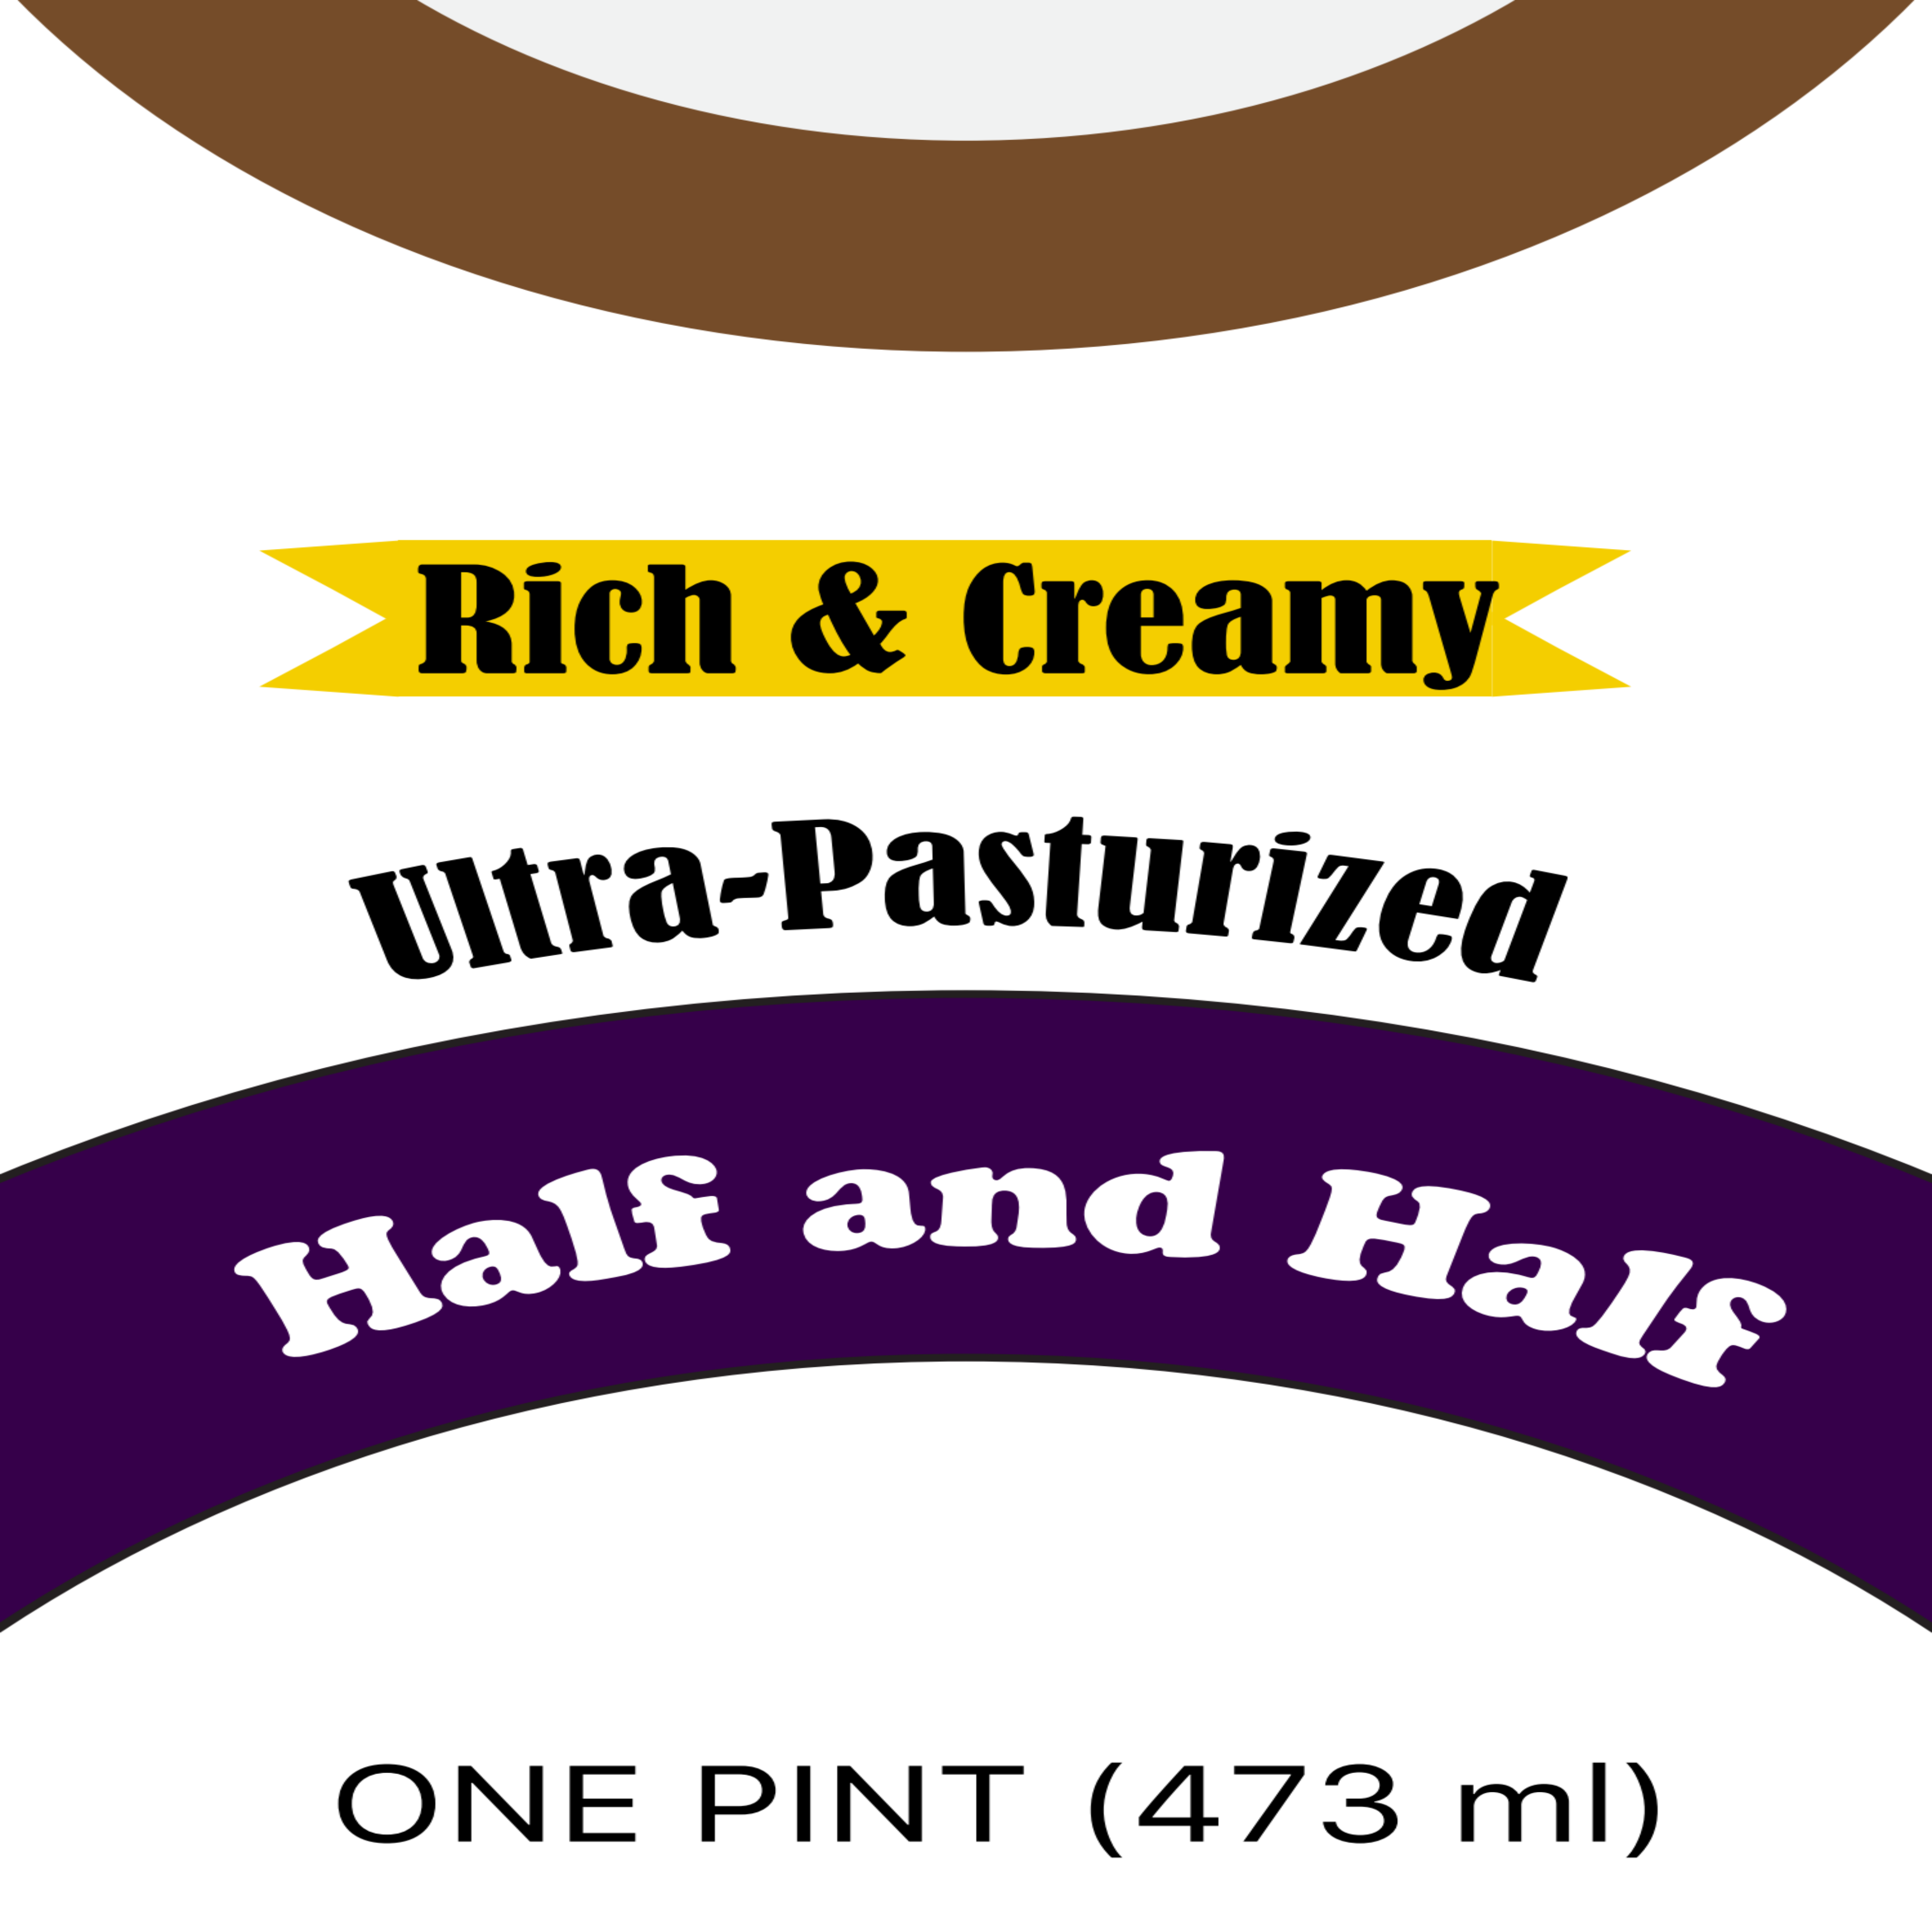 Rich & Creamy
Ultra-Pasturized
Half and Half
ONE PINT (473 ml)